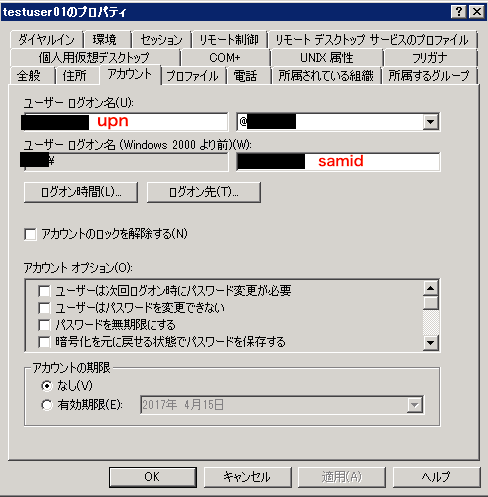 testuser01のプロパティ
ダイヤルイン 環境 セッション リモート制御 リモート デスクトップ サービスのプロファイル
個人用仮想デスクトップ COM+ UNIX 属性 フリガナ
全般 住所 アカウント プロファイル 電話 所属されている組織 所属するグループ
ユーザー ログオン名(U):
upn @
ユーザー ログオン名 (Windows 2000 より前)(W):
\ samid
ログオン時間(L)... ログオン先(T)...
アカウントのロックを解除する(N)
アカウント オプション(O):
ユーザーは次回ログオン時にパスワード変更が必要
ユーザーはパスワードを変更できない
パスワードを無期限にする
暗号化を元に戻せる状態でパスワードを保存する
アカウントの期限
なし(V)
有効期限(E): 2017年 4月15日
OK キャンセル 適用(A) ヘルプ